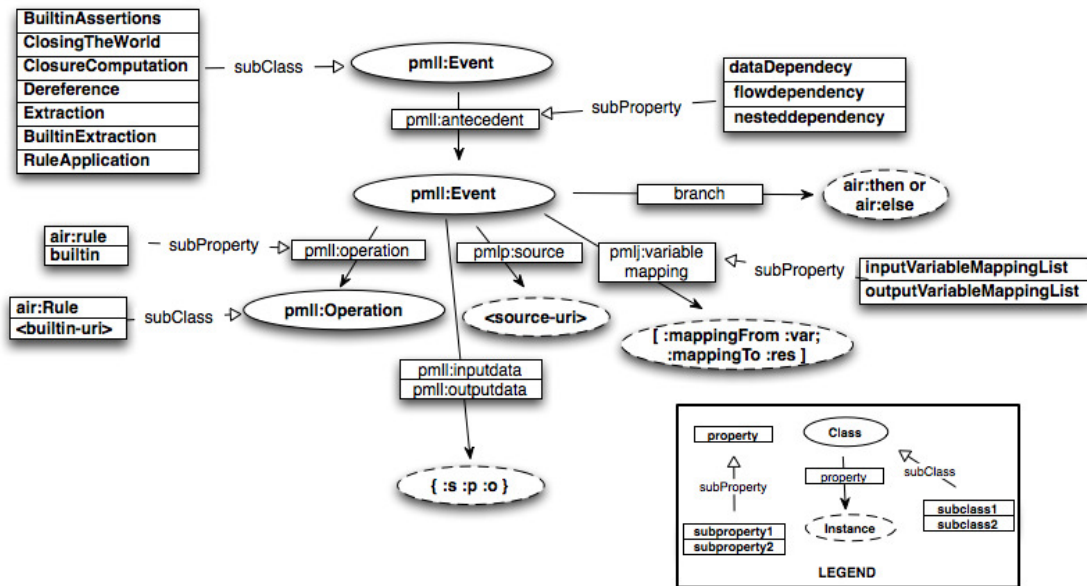 BuiltinAssertions
ClosingTheWorld
ClosureComputation
Dereference
Extraction
BuiltinExtraction
RuleApplication
subClass
pmll:Event
dataDependecy
flowdependency
nesteddependency
subProperty
pmll:antecedent
pmll:Event
branch
air:then or
air:else
air:rule
builtin
subProperty
pmll:operation
pmlp:source
pmlj:variable
mapping
subProperty
inputVariableMappingList
outputVariableMappingList
air:Rule
<builtin-uri>
subClass
pmll:Operation
<source-uri>
[ :mappingFrom :var;
:mappingTo :res ]
pmll:inputdata
pmll:outputdata
{ :s :p :o }
property
Class
subProperty
property
subClass
subproperty1
subproperty2
Instance
subclass1
subclass2
LEGEND